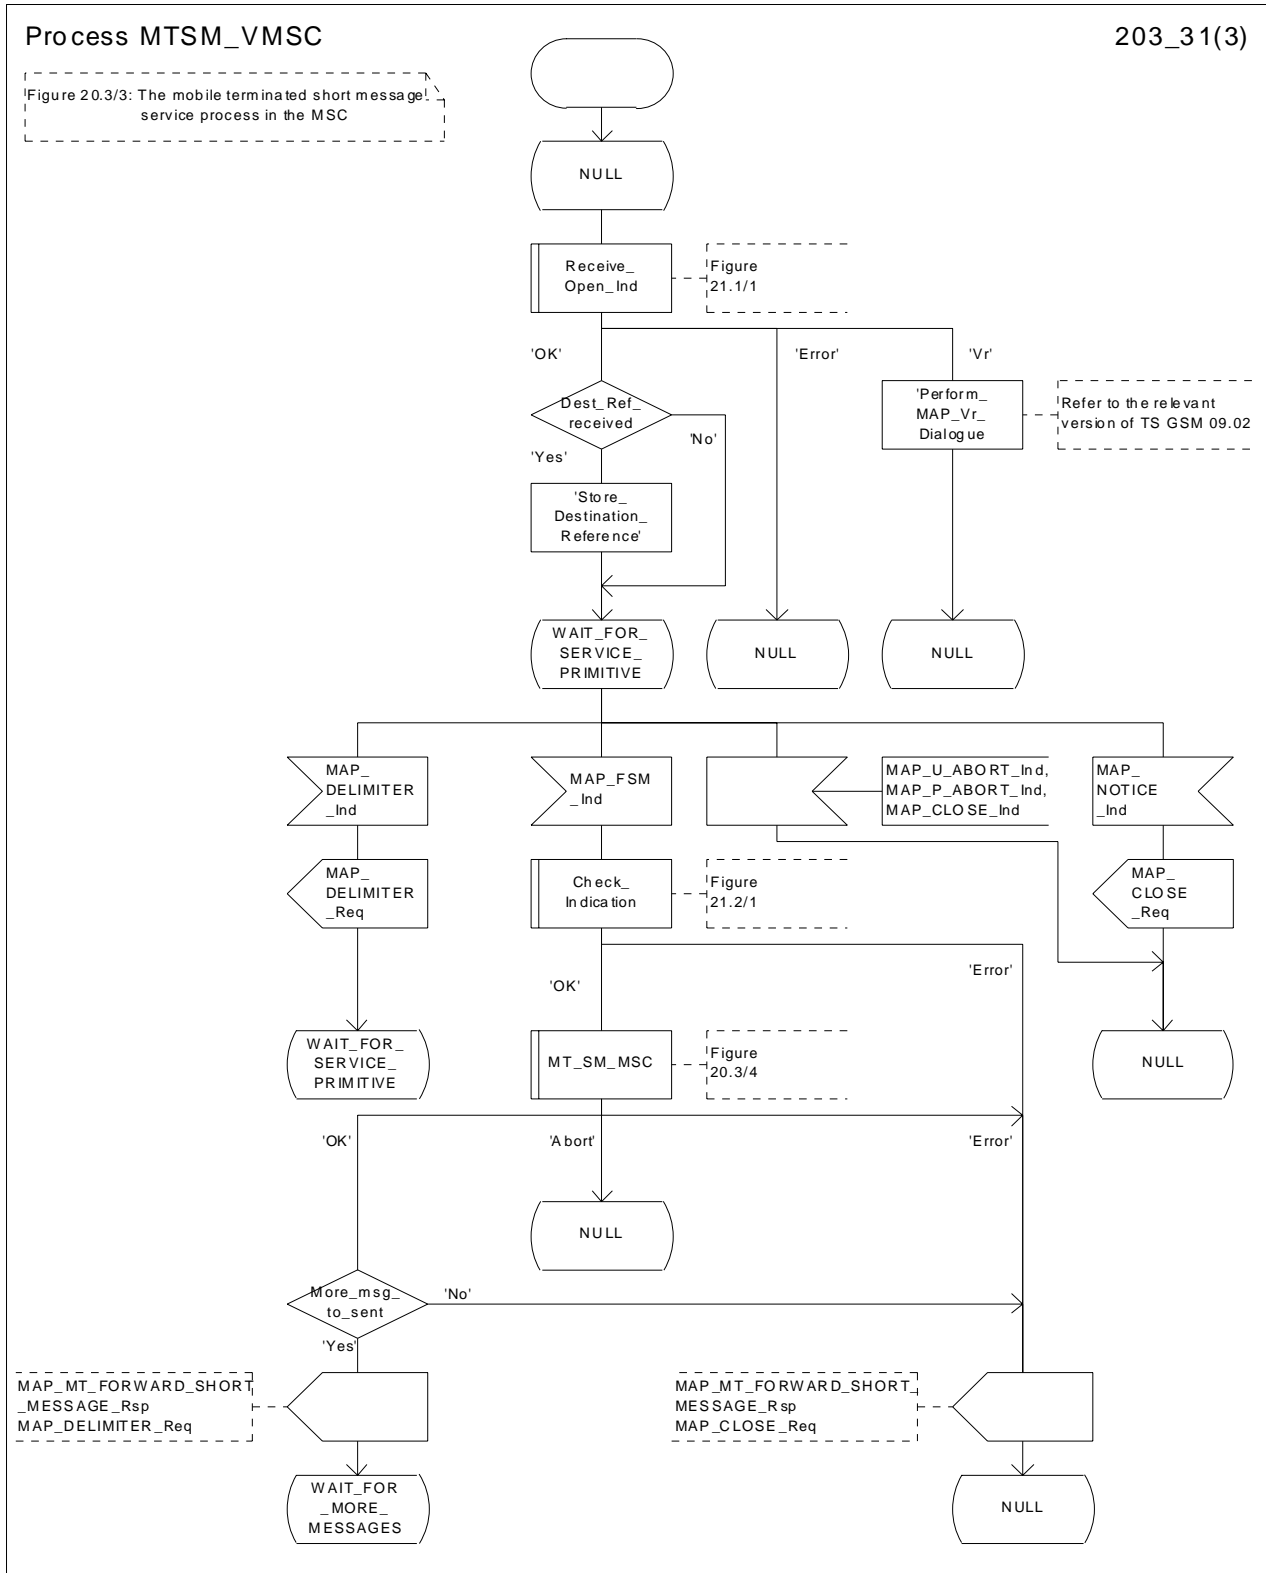 Process MTSM_VMSC
203_31(3)
Figure 20.3/3: The mobile terminated short message
service process in the MSC
NULL
Receive_
Open_Ind
Figure
21.1/1
'OK'
'Error'
'Vr'
Dest_Ref_
received
'Perform_
MAP_Vr_
Dialogue
Refer to the relevant
version of TS GSM 09.02
'No'
'Yes'
'Store_
Destination_
Reference'
WAIT_FOR_
SERVICE_
PRIMITIVE
NULL
NULL
MAP_
DELIMITER
_Ind
MAP_FSM
_Ind
MAP_U_ABORT_Ind,
MAP_P_ABORT_Ind,
MAP_CLOSE_Ind
MAP_
NOTICE
_Ind
MAP_
DELIMITER
_Req
Check_
Indication
Figure
21.2/1
MAP_
CLOSE
_Req
'Error'
'OK'
WAIT_FOR_
SERVICE_
PRIMITIVE
MT_SM_MSC
Figure
20.3/4
NULL
'OK'
'Abort'
'Error'
NULL
More_msg_
to_sent
'No'
'Yes'
MAP_MT_FORWARD_SHORT
_MESSAGE_Rsp
MAP_DELIMITER_Req
MAP_MT_FORWARD_SHORT_
MESSAGE_Rsp
MAP_CLOSE_Req
WAIT_FOR
_MORE_
MESSAGES
NULL